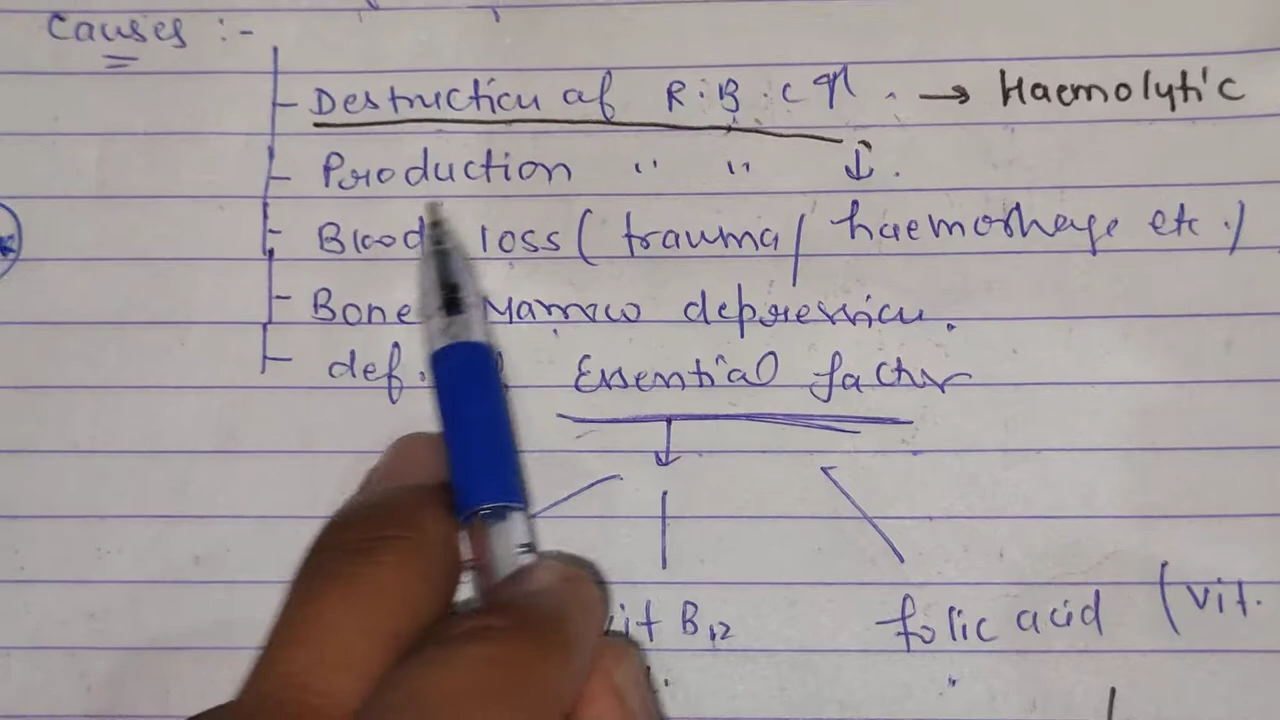 Causes :-
Destruction of R.B.C ↑ . → Haemolytic
Production " " ↓ .
Blood loss ( trauma / haemorrhage etc . )
Bone Marrow depression .
def. Essential factor
vit B12 folic acid ( vit.